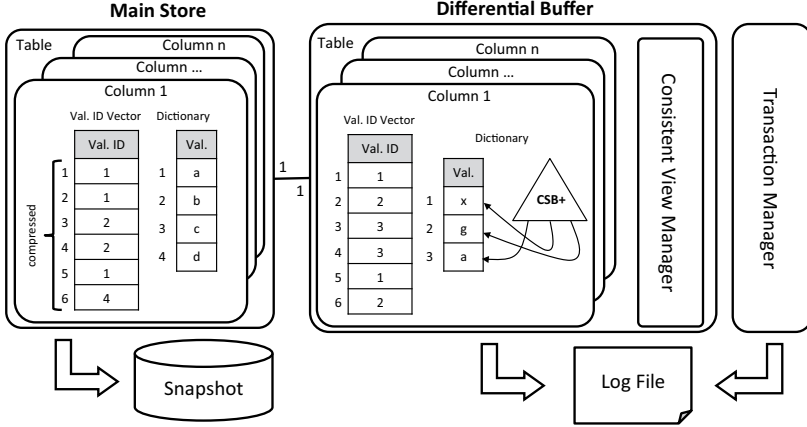 Main Store
Differential Buffer
Table
Column n
Column ...
Column 1
Val. ID Vector
Dictionary
Val. ID
Val.
compressed
1 1
2 1
3 2
4 2
5 1
6 4
1 a
2 b
3 c
4 d
1
1
Table
Column n
Column ...
Column 1
Val. ID Vector
Dictionary
Val. ID
Val.
CSB+
1 1
2 2
3 3
4 3
5 1
6 2
1 x
2 g
3 a
Consistent View Manager
Transaction Manager
Snapshot
Log File